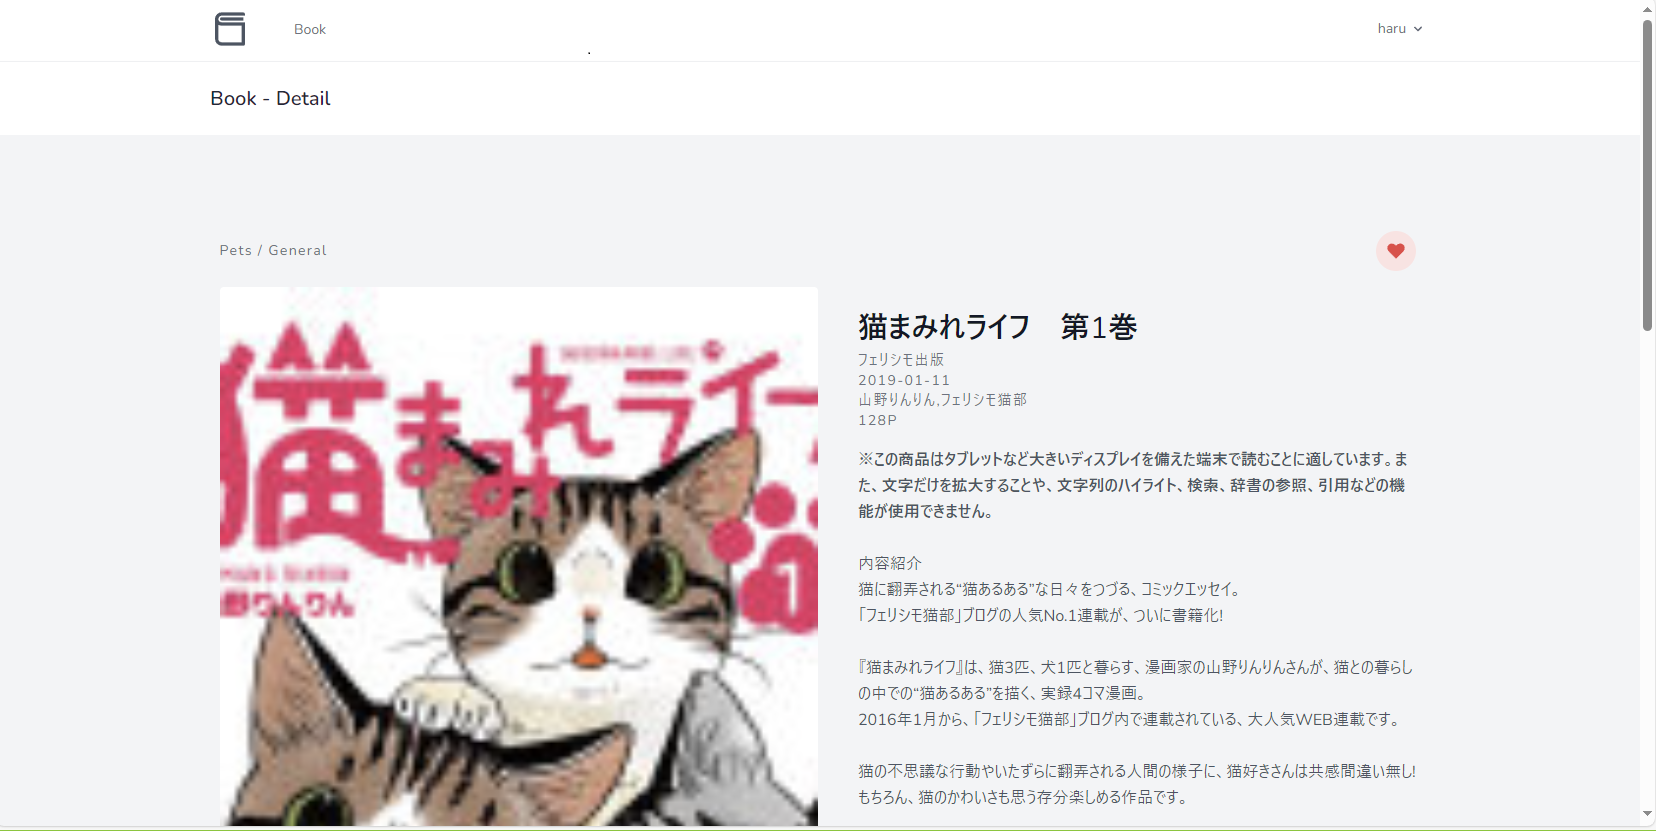 Book
haru
Book - Detail
Pets / General
猫まみれライフ
山野りんりん
1
猫まみれライフ　第1巻
フェリシモ出版
2019-01-11
山野りんりん,フェリシモ猫部
128P
※この商品はタブレットなど大きいディスプレイを備えた端末で読むことに適しています。ま
た、文字だけを拡大することや、文字列のハイライト、検索、辞書の参照、引用などの機
能が使用できません。
内容紹介
猫に翻弄される“猫あるある”な日々をつづる、コミックエッセイ。
「フェリシモ猫部」ブログの人気No.1連載が、ついに書籍化!
『猫まみれライフ』は、猫3匹、犬1匹と暮らす、漫画家の山野りんりんさんが、猫との暮らし
の中での“猫あるある”を描く、実録4コマ漫画。
2016年1月から、「フェリシモ猫部」ブログ内で連載されている、大人気WEB連載です。
猫の不思議な行動やいたずらに翻弄される人間の様子に、猫好きさんは共感間違い無し!
もちろん、猫のかわいさも思う存分楽しめる作品です。